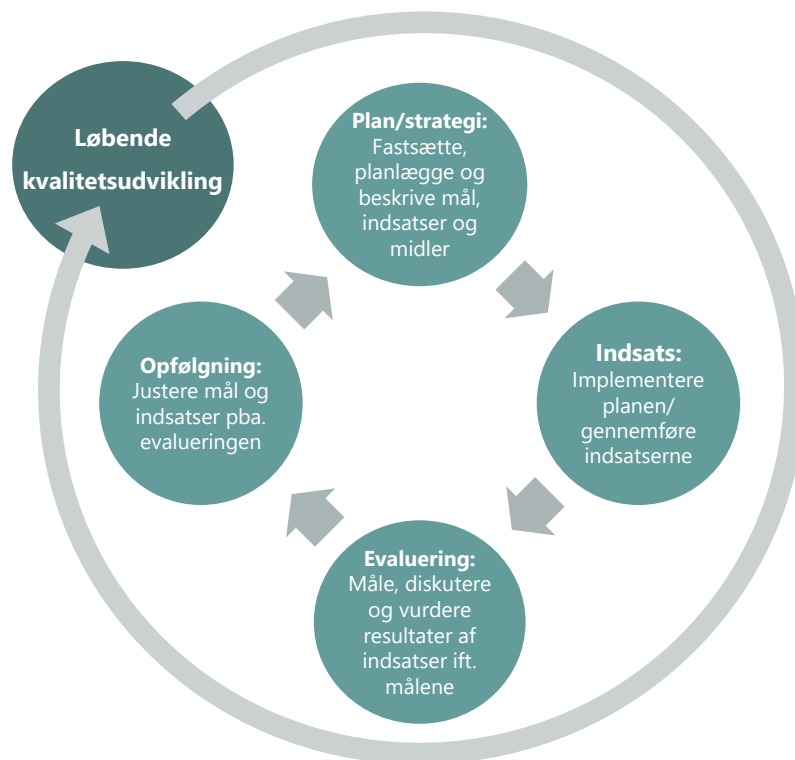 Løbende
kvalitetsudvikling
Plan/strategi:
Fastsætte,
planlægge og
beskrive mål,
indsatser og
midler
Indsats:
Implementere
planen/
gennemføre
indsatserne
Evaluering:
Måle, diskutere
og vurdere
resultater af
indsatser ift.
målene
Opfølgning:
Justere mål og
indsatser pba.
evalueringen